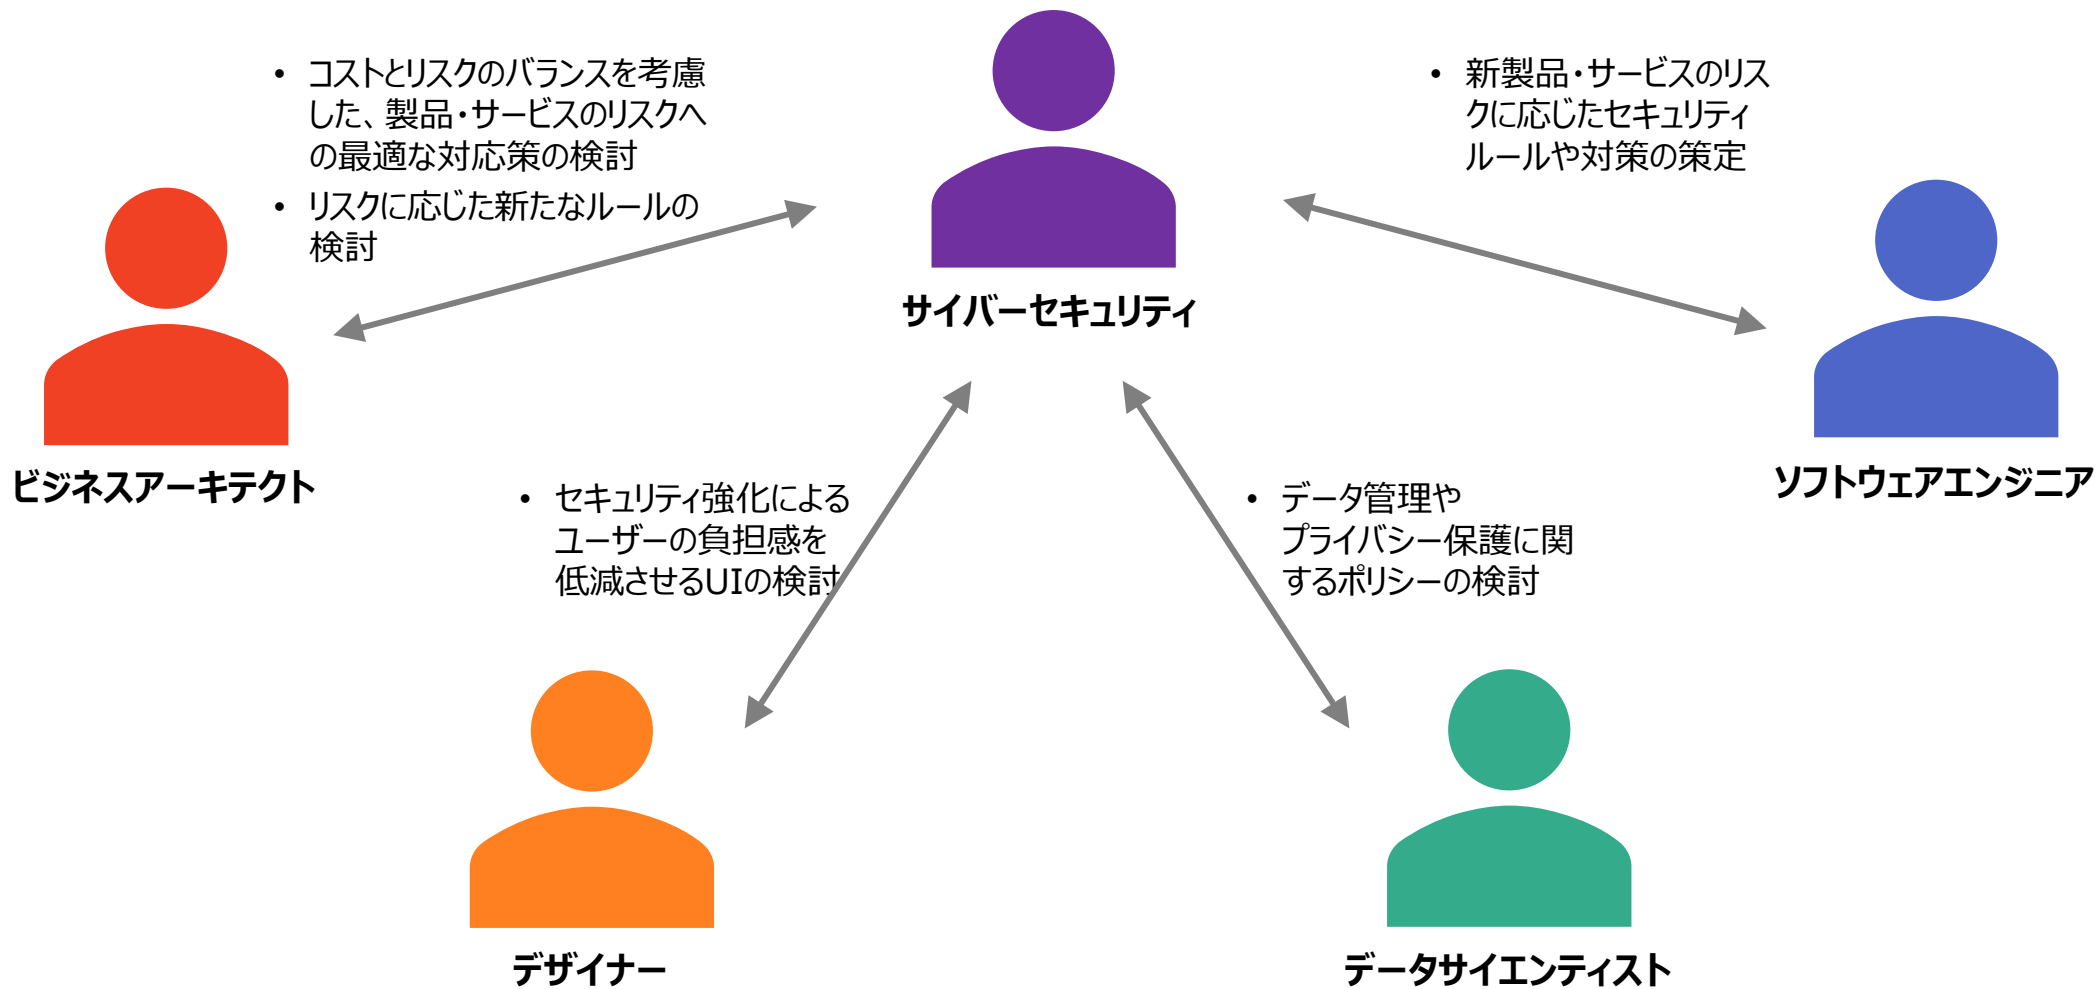 • コストとリスクのバランスを考慮
した、製品・サービスのリスクへ
の最適な対応策の検討
• リスクに応じた新たなルールの
検討
• 新製品・サービスのリス
クに応じたセキュリティ
ルールや対策の策定
サイバーセキュリティ
ビジネスアーキテクト
ソフトウェアエンジニア
• セキュリティ強化による
ユーザーの負担感を
低減させるUIの検討
• データ管理や
プライバシー保護に関
するポリシーの検討
デザイナー
データサイエンティスト